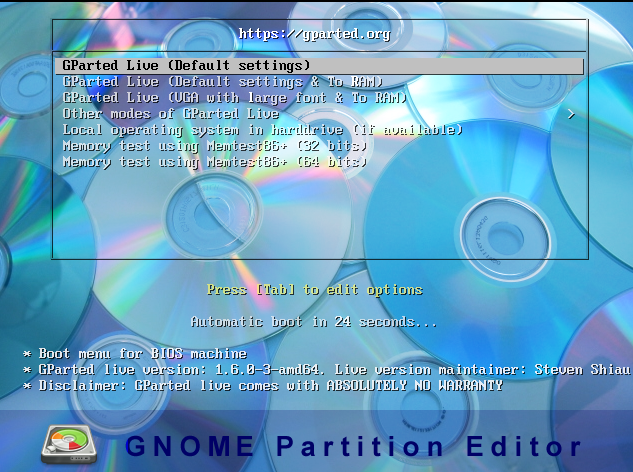 https://gparted.org
GParted Live (Default settings)
GParted Live (Default settings & To RAM)
GParted Live (VGA with large font & To RAM)
Other modes of GParted Live >
Local operating system in harddrive (if available)
Memory test using Memtest86+ (32 bits)
Memory test using Memtest86+ (64 bits)
Press [Tab] to edit options
Automatic boot in 24 seconds...
* Boot menu for BIOS machine
* GParted live version: 1.6.0-3-amd64. Live version maintainer: Steven Shiau
* Disclaimer: GParted live comes with ABSOLUTELY NO WARRANTY
GNOME Partition Editor